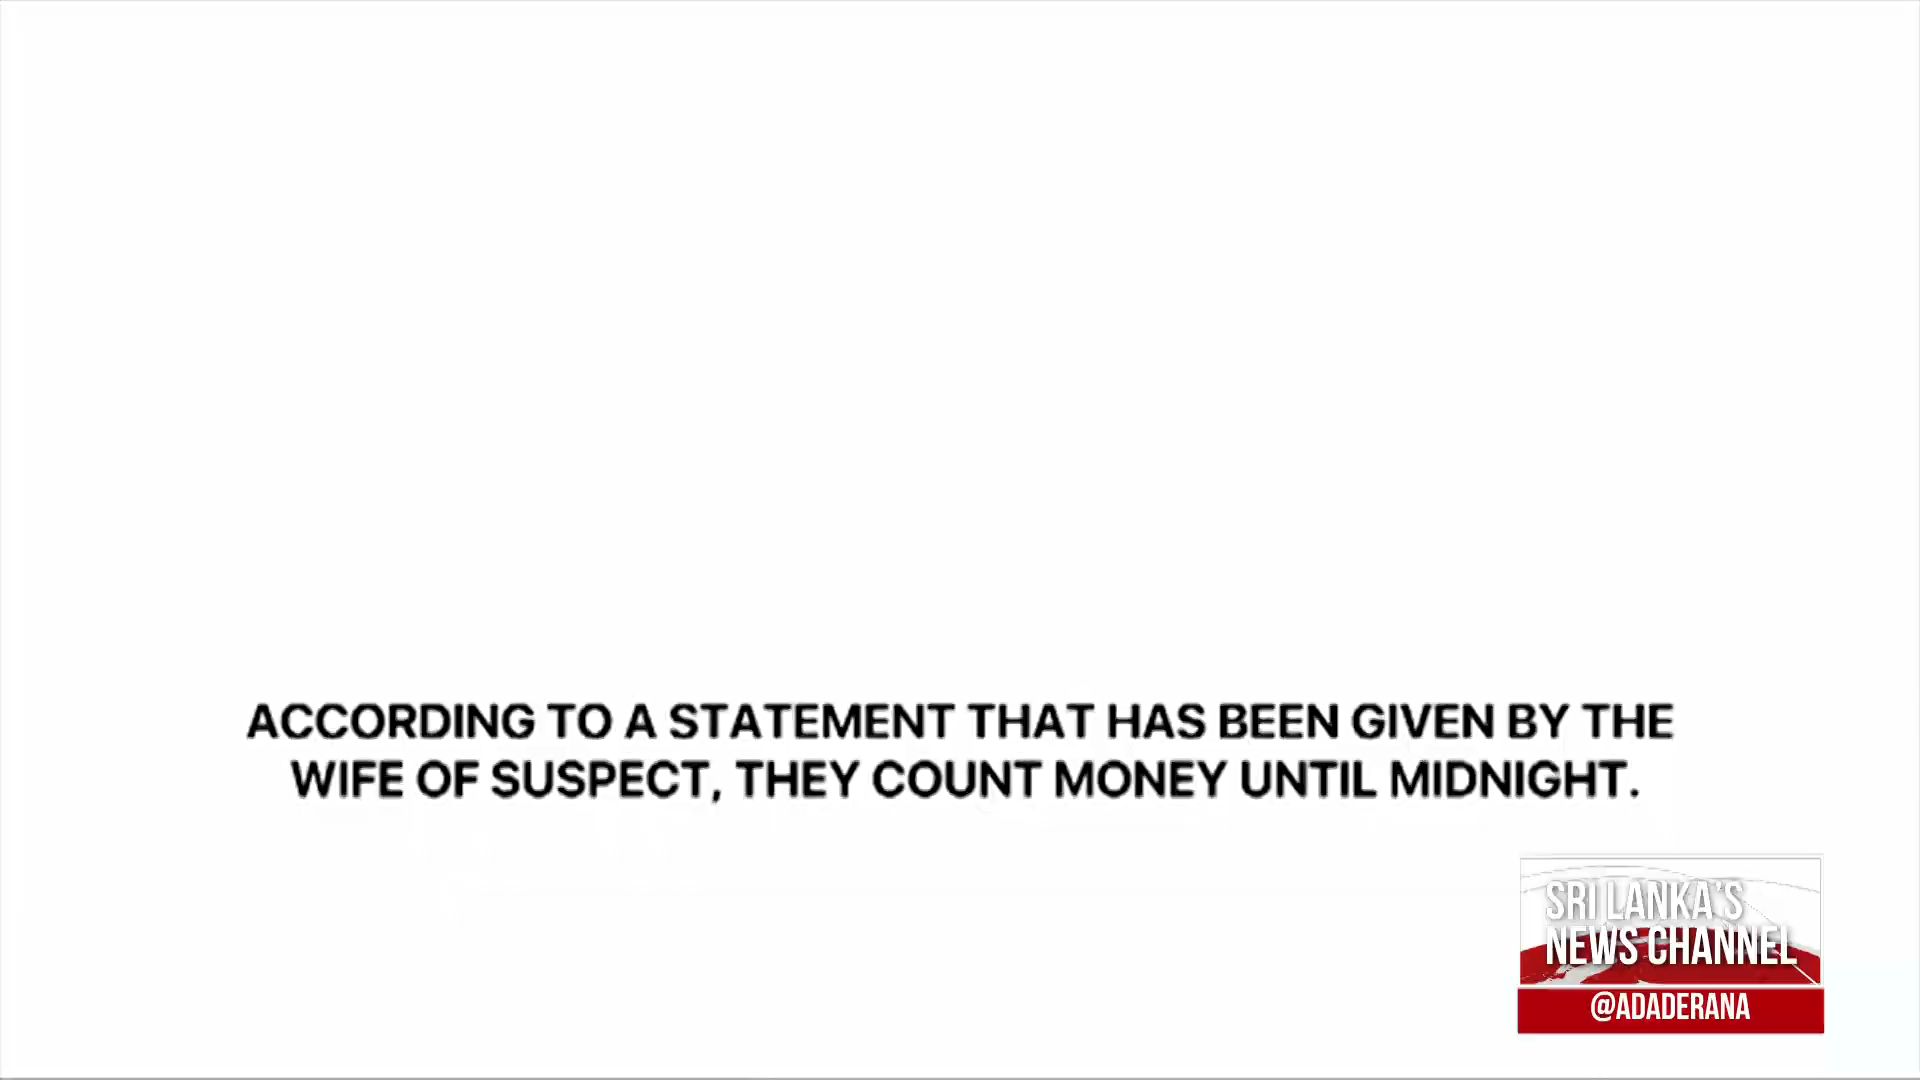 ACCORDING TO A STATEMENT THAT HAS BEEN GIVEN BY THE
WIFE OF SUSPECT, THEY COUNT MONEY UNTIL MIDNIGHT.
SRI LANKA'S
NEWS CHANNEL
@ADADERANA